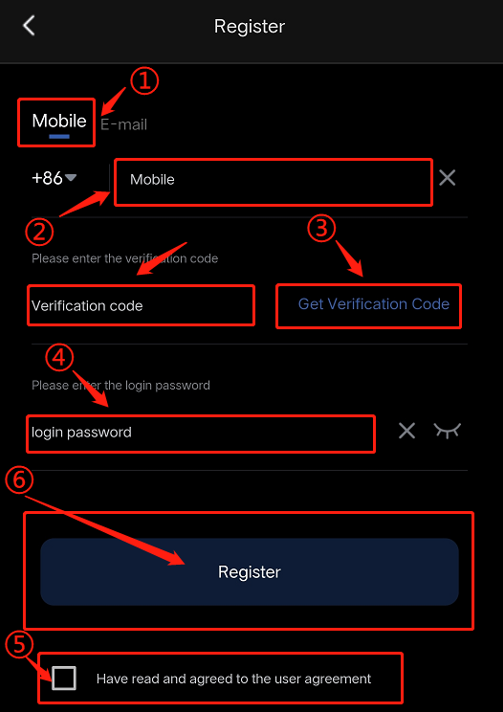 Register
①
Mobile E-mail
+86 Mobile
②
③
Please enter the verification code
Verification code Get Verification Code
④
Please enter the login password
login password
⑥
Register
⑤
Have read and agreed to the user agreement